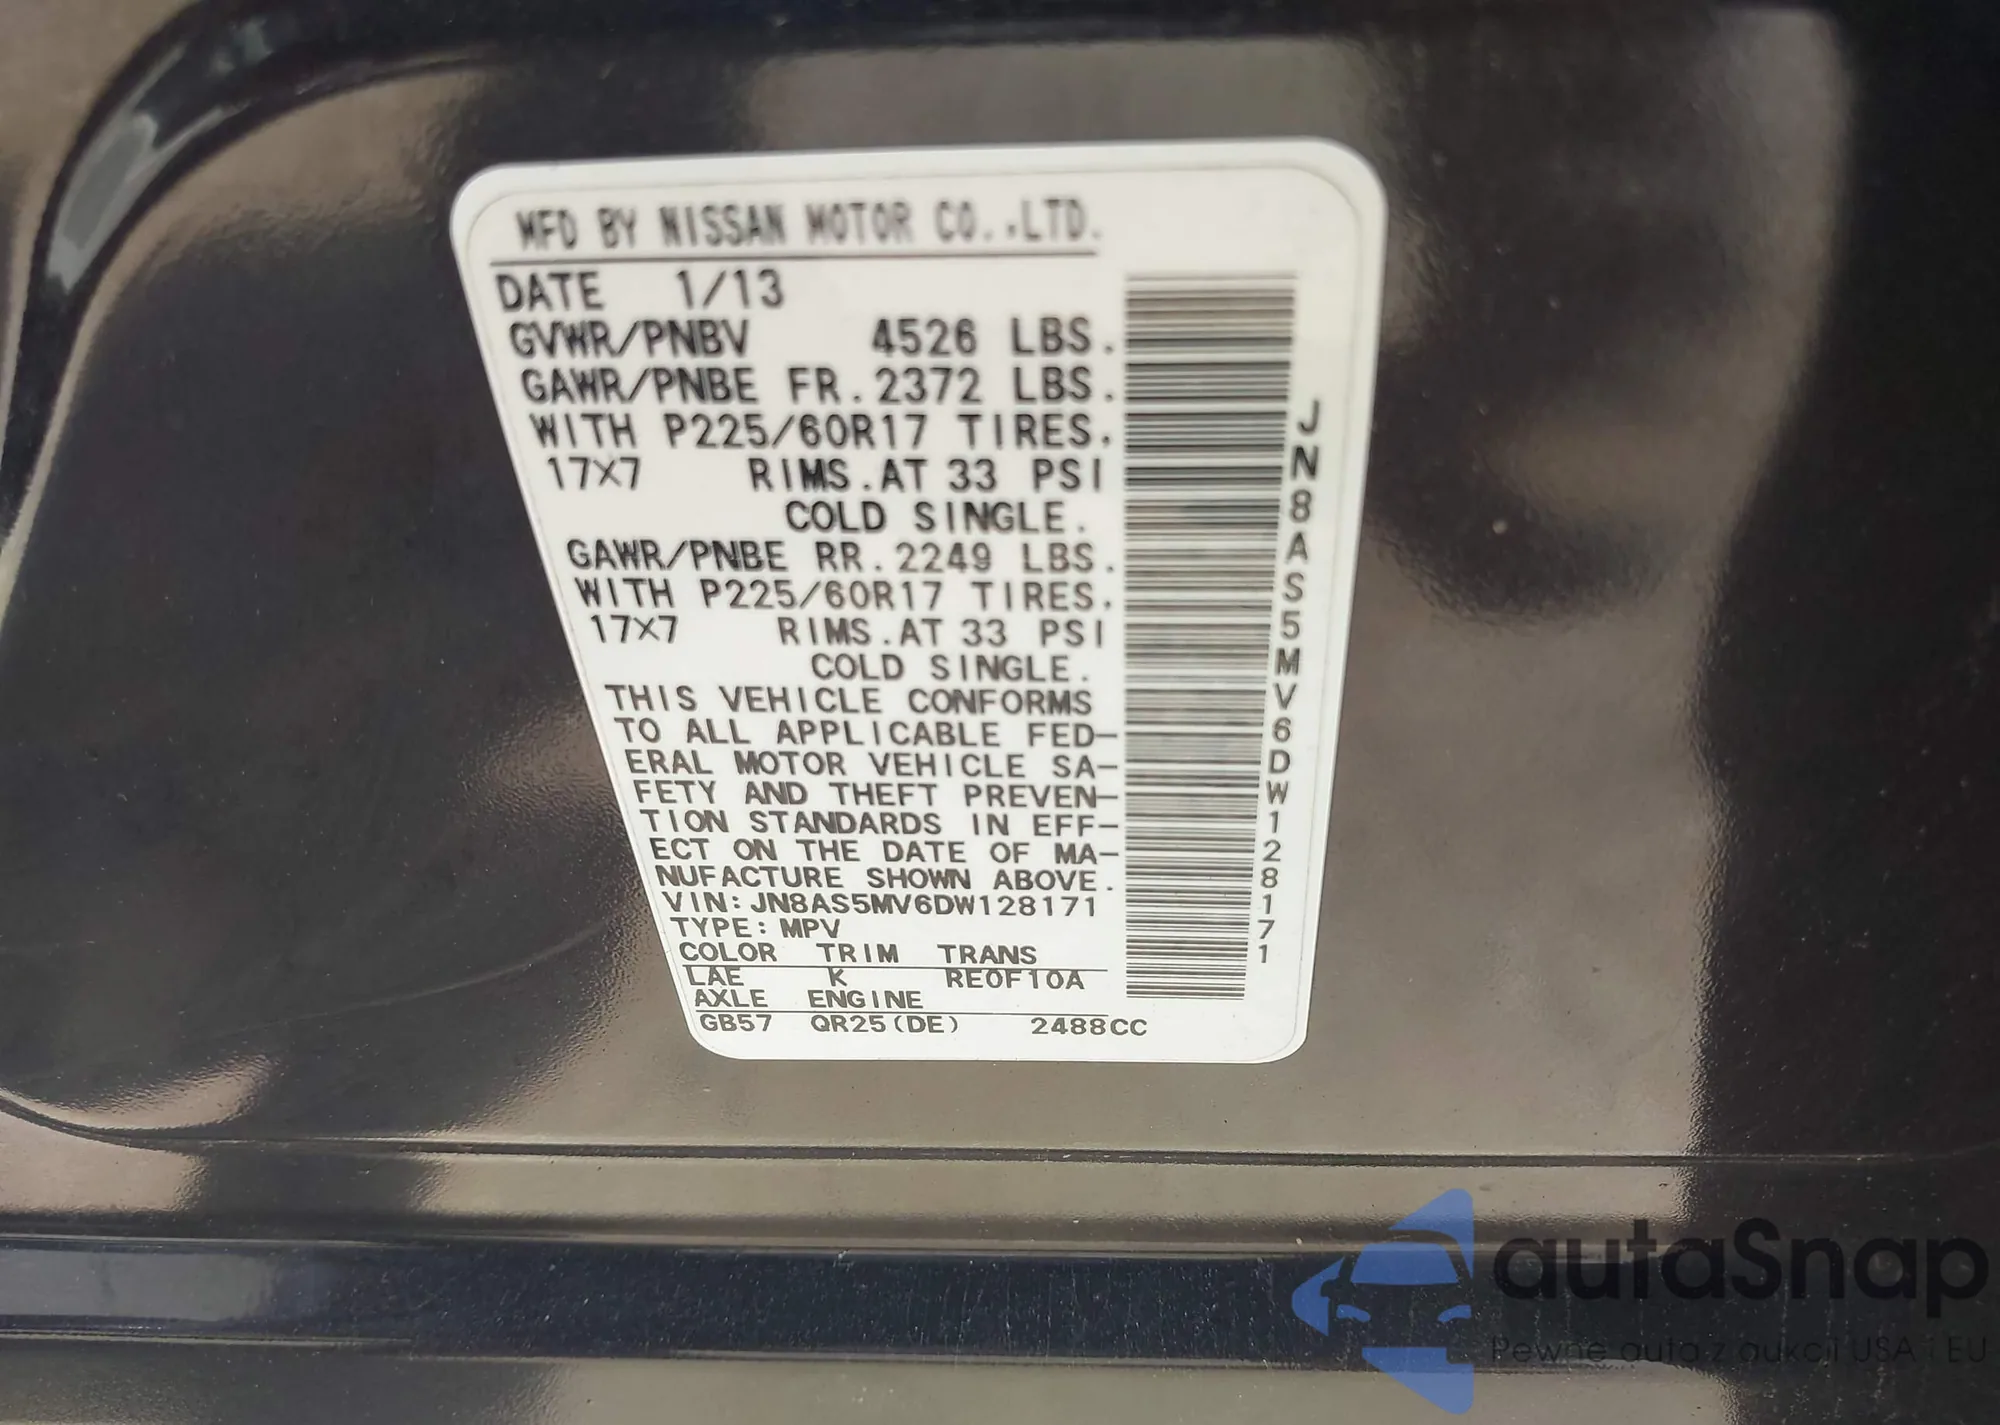 MFD BY NISSAN MOTOR CO.,LTD.
DATE 1/13
GVWR/PNBV 4526 LBS.
GAWR/PNBE FR.2372 LBS.
WITH P225/60R17 TIRES,
17X7 RIMS.AT 33 PSI
COLD SINGLE.
GAWR/PNBE RR.2249 LBS.
WITH P225/60R17 TIRES,
17X7 RIMS.AT 33 PSI
COLD SINGLE.
THIS VEHICLE CONFORMS
TO ALL APPLICABLE FED-
ERAL MOTOR VEHICLE SA-
FETY AND THEFT PREVEN-
TION STANDARDS IN EFF-
ECT ON THE DATE OF MA-
NUFACTURE SHOWN ABOVE.
VIN:JN8AS5MV6DW128171
TYPE:MPV
COLOR TRIM TRANS
LAE K RE0F10A
AXLE ENGINE
GB57 QR25(DE) 2488CC
JN8AS5MV6DW128171
autaSnap
Pewne auta z aukcji USA i EU